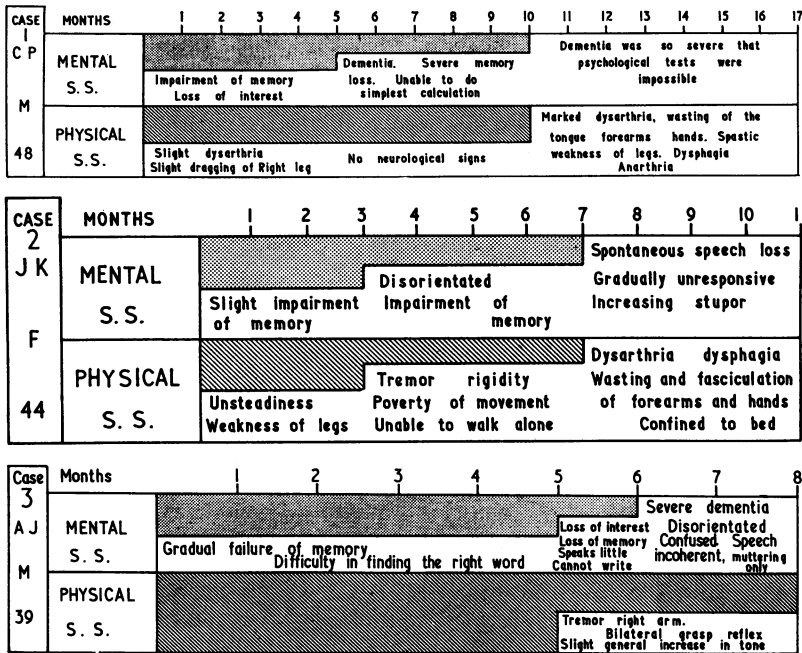 CASE MONTHS 1 2 3 4 5 6 7 8 9 10 11 12 13 14 15 16 17
1
C P
M
48
MENTAL
S. S.
Impairment of memory
Loss of interest
Dementia. Severe memory
loss. Unable to do
simplest calculation
Dementia was so severe that
psychological tests were
impossible
PHYSICAL
S.S.
Slight dysarthria
Slight dragging of Right leg
No neurological signs
Marked dysarthria, wasting of the
tongue forearms hands. Spastic
weakness of legs. Dysphagia
Anarthria
CASE MONTHS 1 2 3 4 5 6 7 8 9 10 1
2
J K
F
44
MENTAL
S. S.
Slight impairment
of memory
Disorientated
Impairment of
memory
Spontaneous speech loss
Gradually unresponsive
Increasing stupor
PHYSICAL
S. S.
Unsteadiness
Weakness of legs
Tremor rigidity
Poverty of movement
Unable to walk alone
Dysarthria dysphagia
Wasting and fasciculation
of forearms and hands
Confined to bed
Case Months 1 2 3 4 5 6 7 8
3
A J
M
39
MENTAL
S. S.
Gradual failure of memory
Difficulty in finding the right word
Loss of interest
Loss of memory
Speaks little
Cannot write
Severe dementia
Disorientated
Confused. Speech
incoherent, muttering
only
PHYSICAL
S. S.
Tremor right arm.
Bilateral grasp reflex
Slight general increase in tone